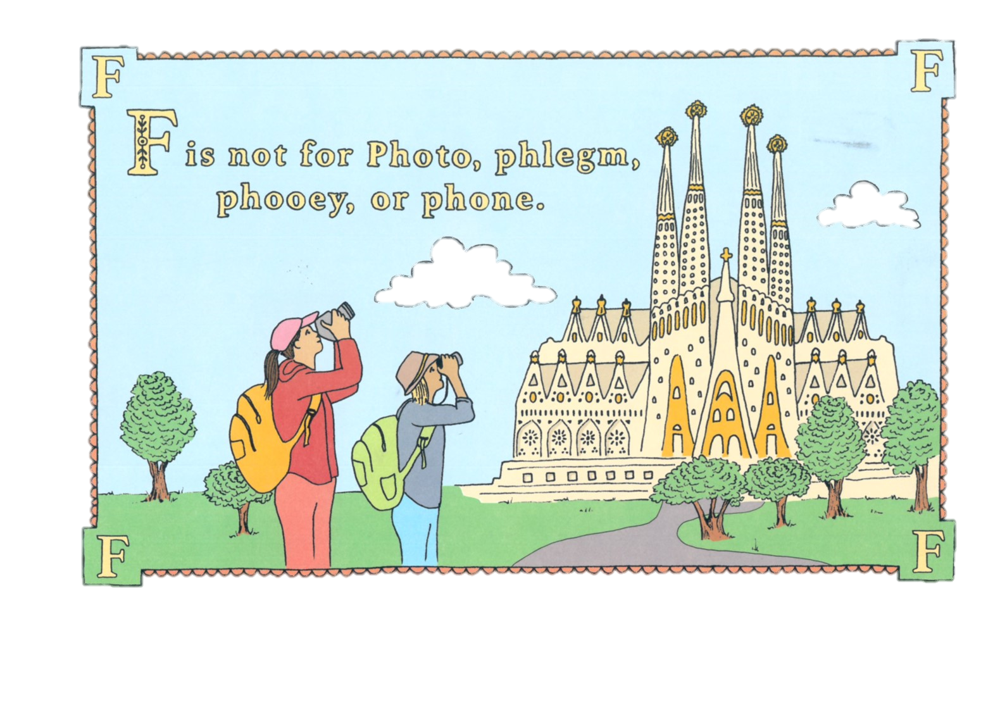 F F
F is not for Photo, phlegm,
phooey, or phone.
F F